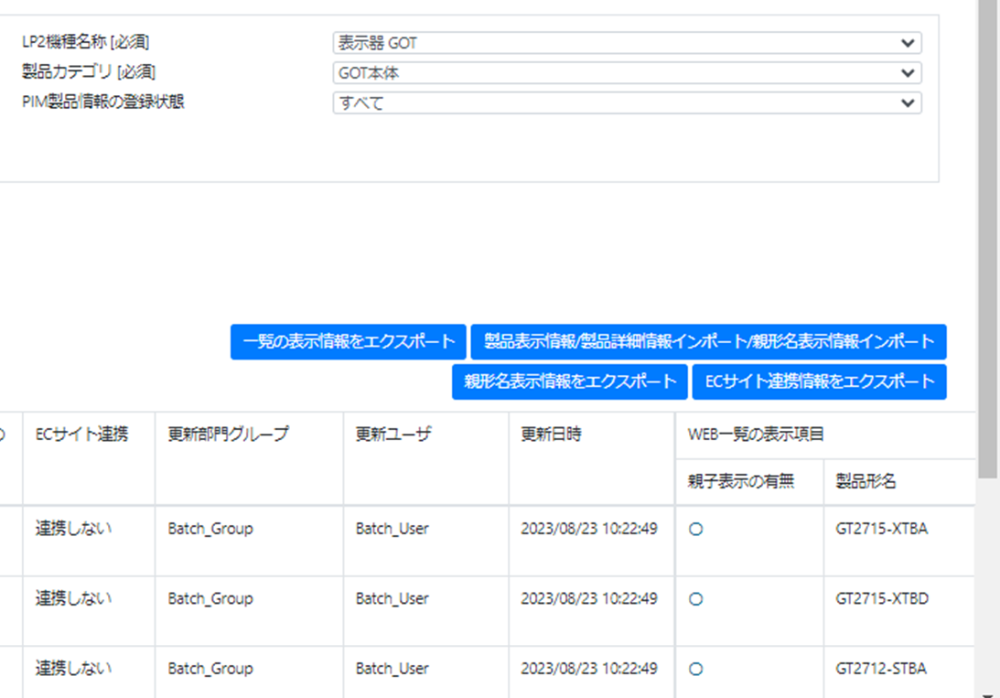 LP2機種名称 [必須] 表示器 GOT
製品カテゴリ [必須] GOT本体
PIM製品情報の登録状態 すべて
一覧の表示情報をエクスポート 製品表示情報/製品詳細情報インポート/親形名表示情報インポート
親形名表示情報をエクスポート ECサイト連携情報をエクスポート
ECサイト連携 更新部門グループ 更新ユーザ 更新日時 WEB一覧の表示項目
親子表示の有無 製品形名
連携しない Batch_Group Batch_User 2023/08/23 10:22:49 ○ GT2715-XTBA
連携しない Batch_Group Batch_User 2023/08/23 10:22:49 ○ GT2715-XTBD
連携しない Batch_Group Batch_User 2023/08/23 10:22:49 ○ GT2712-STBA